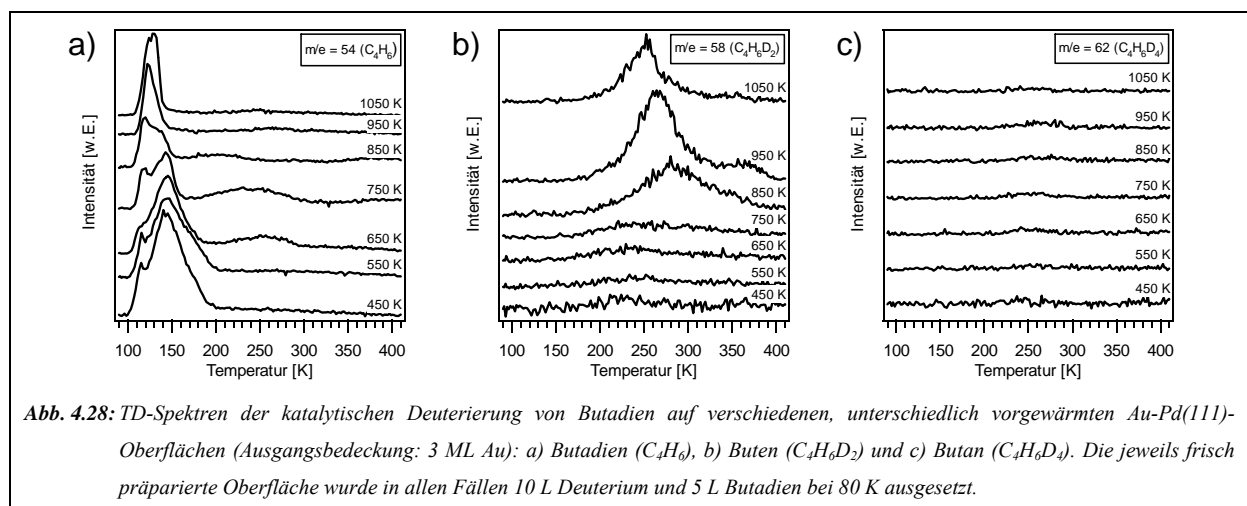 a)
m/e = 54 (C₄H₆)
1050 K
950 K
850 K
750 K
650 K
550 K
450 K
Intensität [w.E.]
100 150 200 250 300 350 400
Temperatur [K]
b)
m/e = 58 (C₄H₆D₂)
1050 K
950 K
850 K
750 K
650 K
550 K
450 K
Intensität [w.E.]
100 150 200 250 300 350 400
Temperatur [K]
c)
m/e = 62 (C₄H₆D₄)
1050 K
950 K
850 K
750 K
650 K
550 K
450 K
Intensität [w.E.]
100 150 200 250 300 350 400
Temperatur [K]
Abb. 4.28: TD-Spektren der katalytischen Deuterierung von Butadien auf verschiedenen, unterschiedlich vorgewärmten Au-Pd(111)-
Oberflächen (Ausgangsbedeckung: 3 ML Au): a) Butadien (C₄H₆), b) Buten (C₄H₆D₂) und c) Butan (C₄H₆D₄). Die jeweils frisch
präparierte Oberfläche wurde in allen Fällen 10 L Deuterium und 5 L Butadien bei 80 K ausgesetzt.